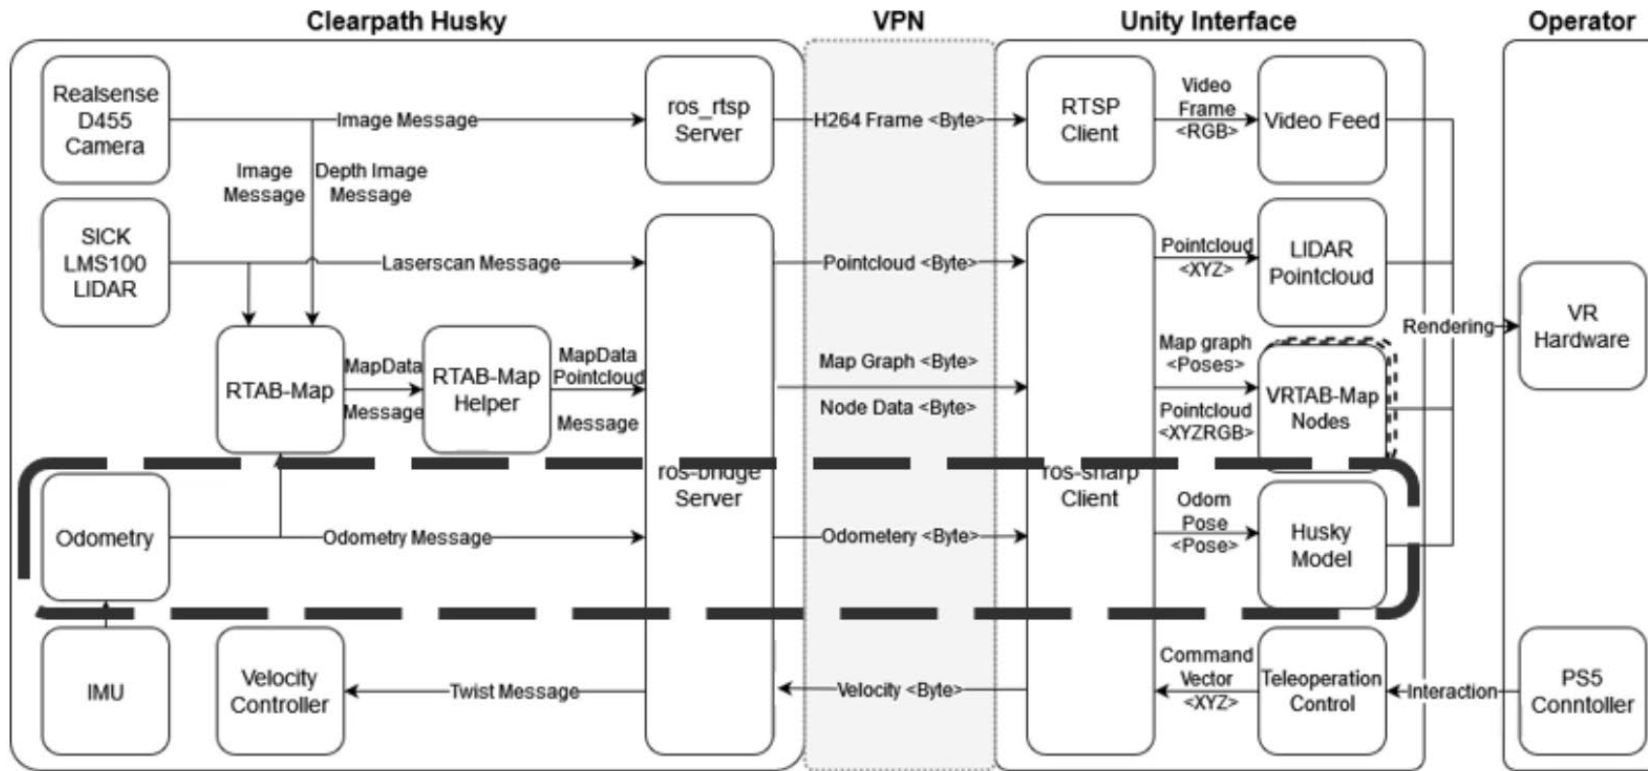 Clearpath Husky
VPN
Unity Interface
Operator
Realsense
D455
Camera
Image Message
ros_rtsp
Server
H264 Frame <Byte>
RTSP
Client
Video
Frame
<RGB>
Video Feed
Image
Message
Depth Image
Message
SICK
LMS100
LIDAR
Laserscan Message
Pointcloud <Byte>
Pointcloud
<XYZ>
LIDAR
Pointcloud
Rendering
VR
Hardware
RTAB-Map
MapData
Message
RTAB-Map
Helper
MapData
Pointcloud
Message
Map Graph <Byte>
Node Data <Byte>
Map graph
<Poses>
Pointcloud
<XYZRGB>
VRTAB-Map
Nodes
ros-bridge
Server
ros-sharp
Client
Odometry
Odometry Message
Odometery <Byte>
Odom
Pose
<Pose>
Husky
Model
IMU
Velocity
Controller
Twist Message
Velocity <Byte>
Command
Vector
<XYZ>
Teleoperation
Control
Interaction
PS5
Conntoller